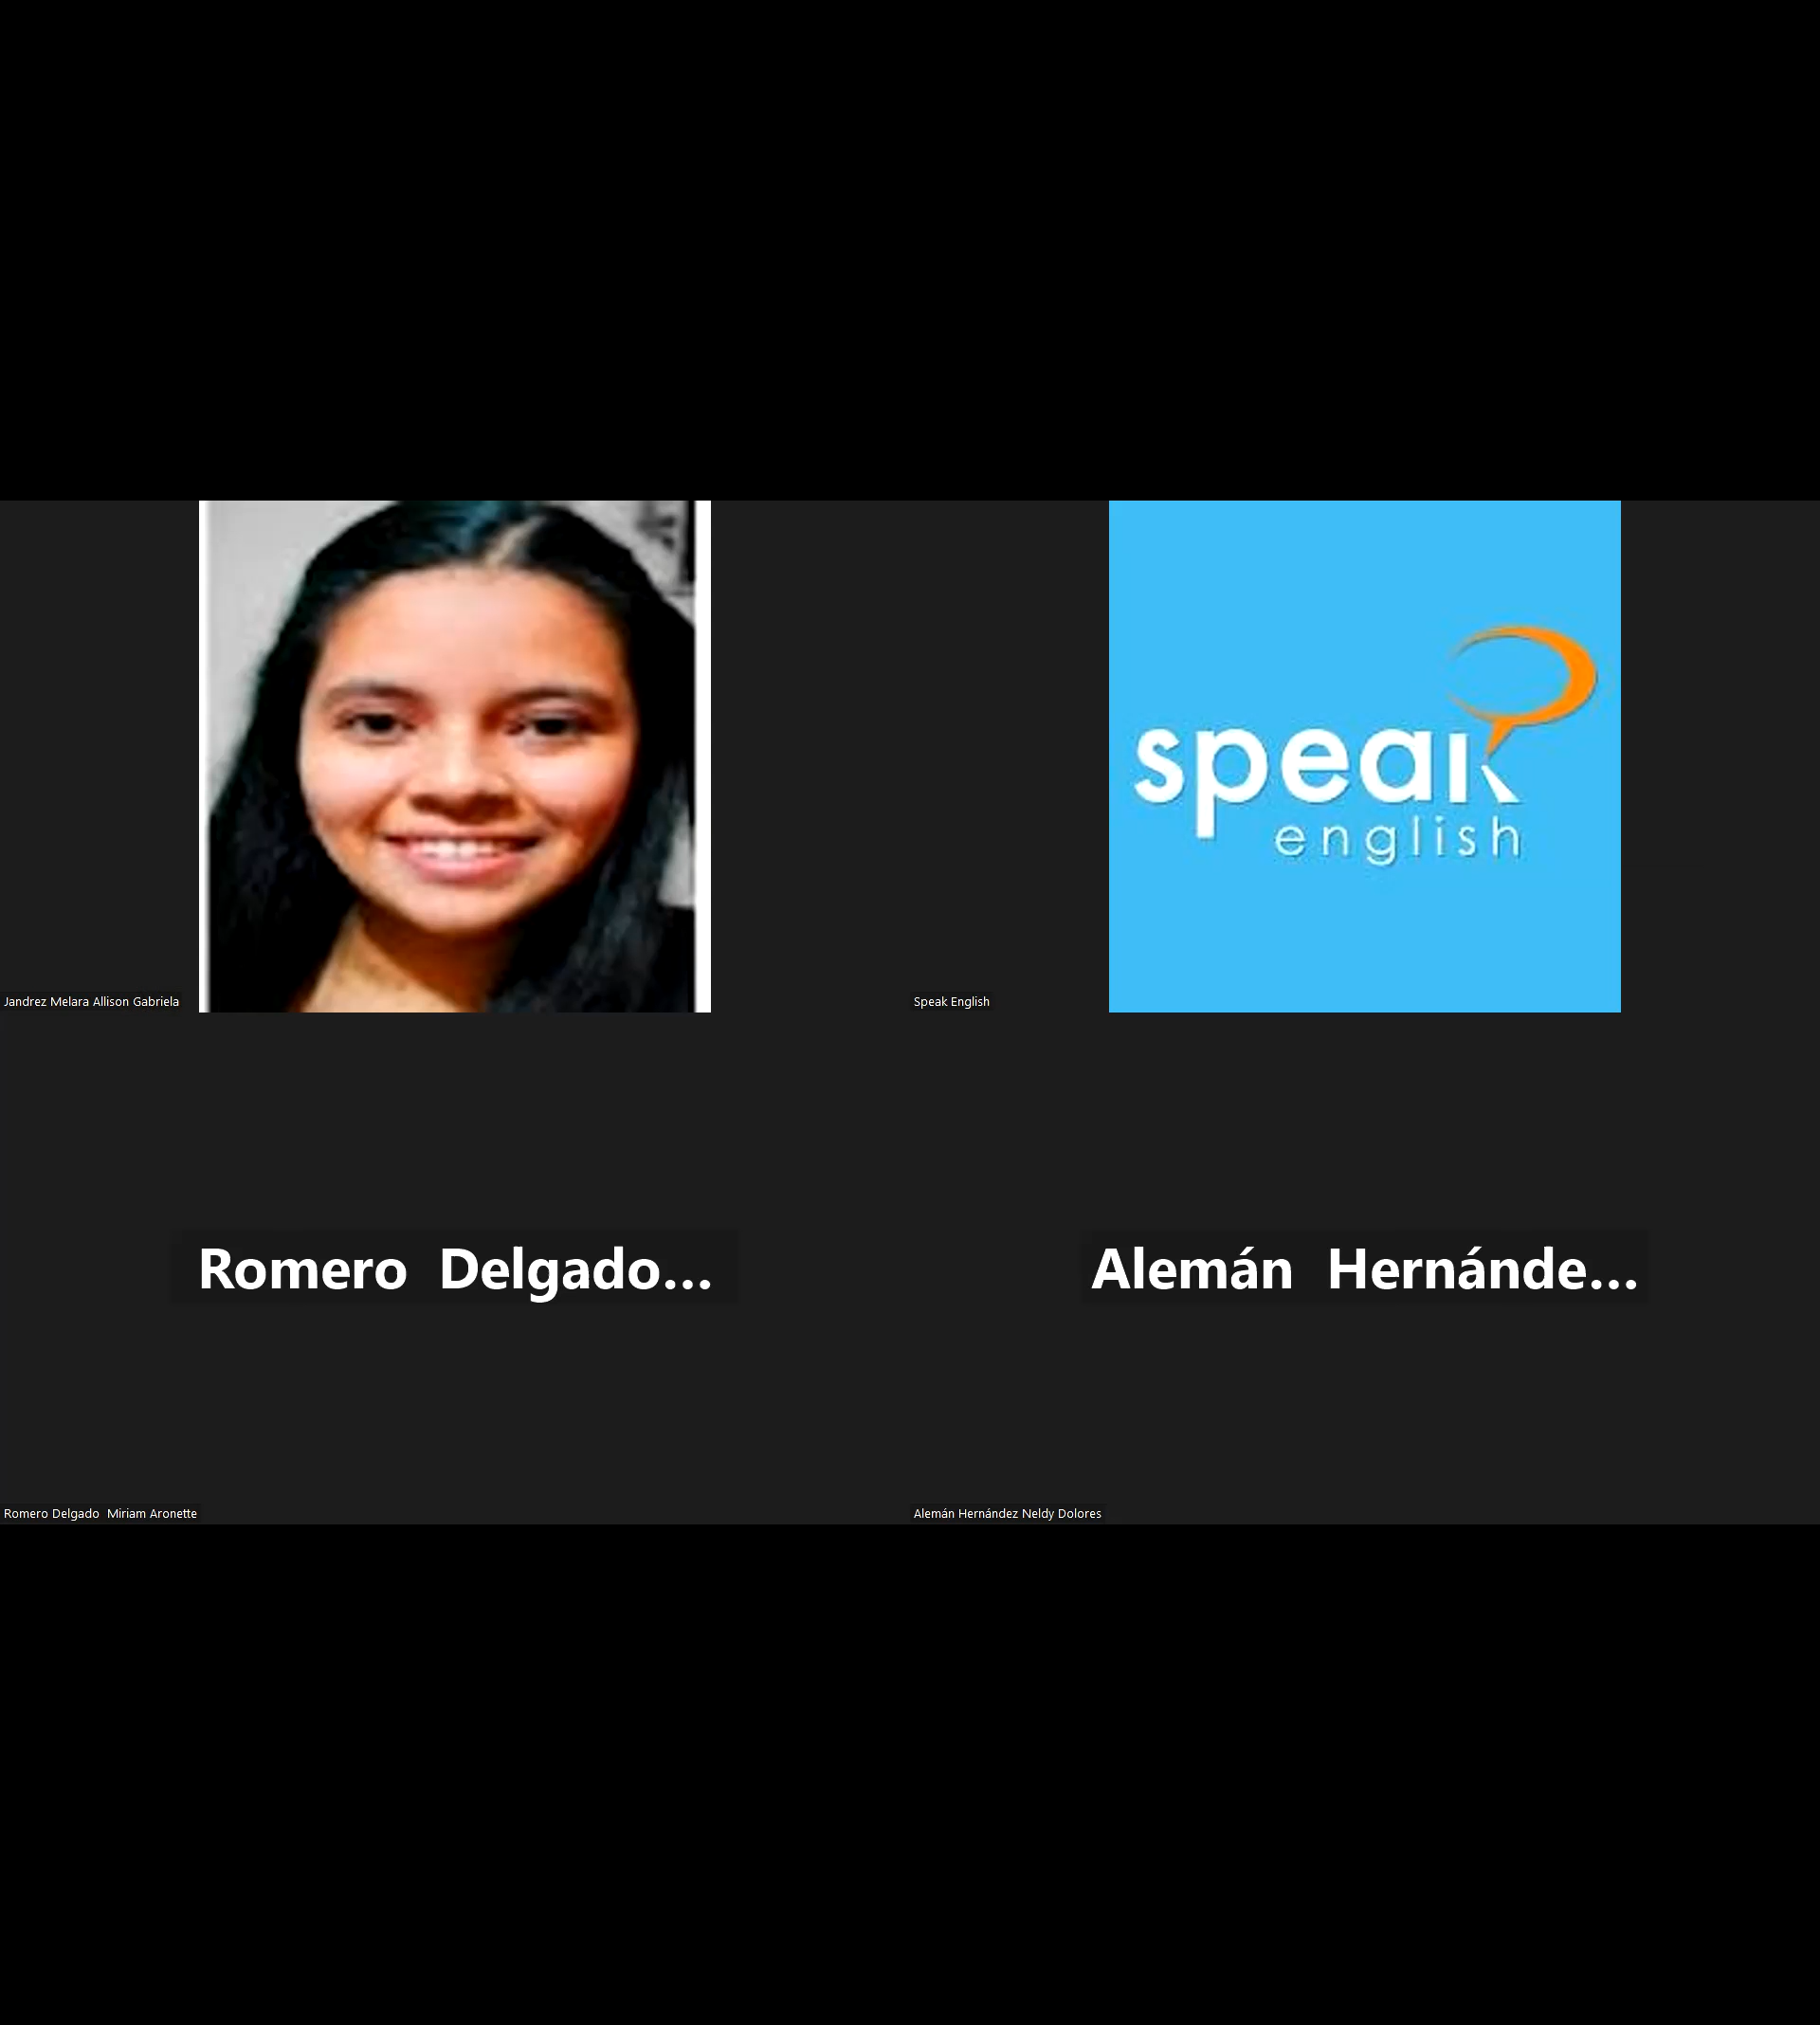 speak
english
Jandrez Melara Allison Gabriela
Speak English
Romero Delgado...
Alemán Hernánde...
Romero Delgado Miriam Aronette
Alemán Hernández Neldy Dolores